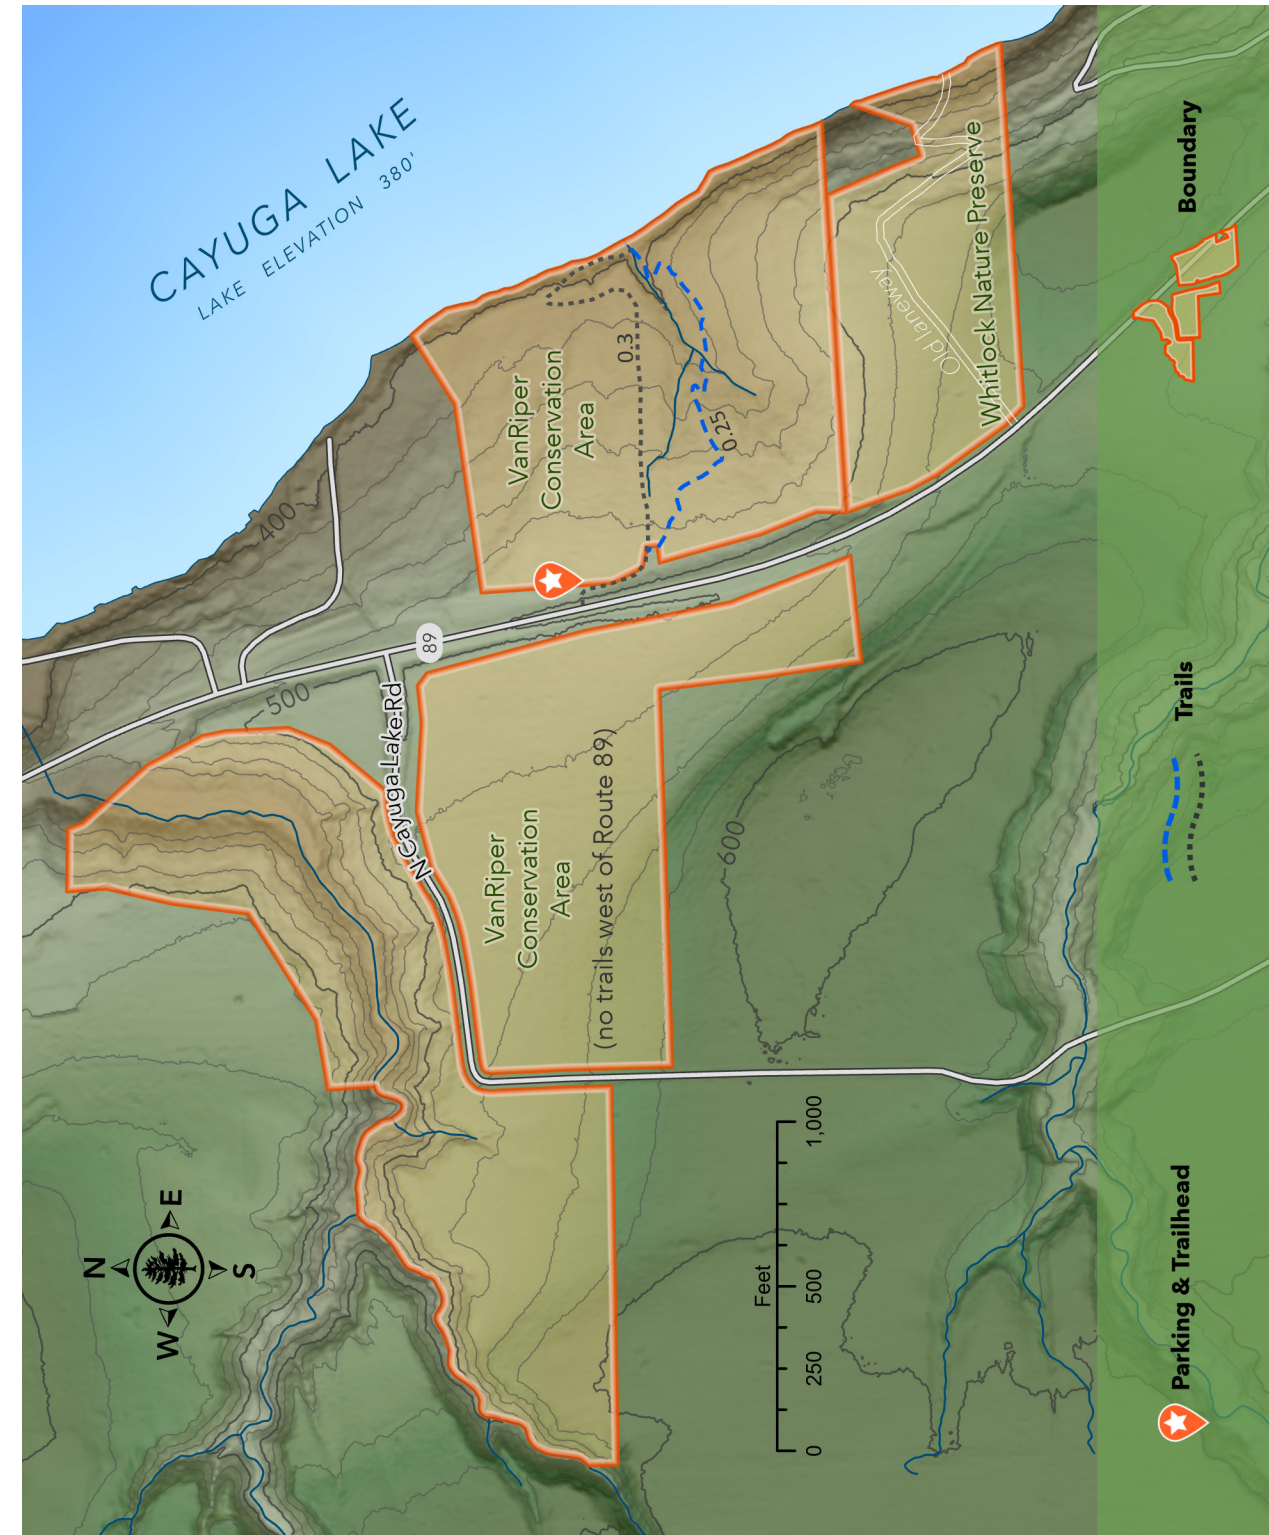 CAYUGA LAKE
LAKE ELEVATION 380'
400
500
89
N Cayuga Lake Rd
VanRiper
Conservation
Area
0.3
0.25
Whitlock Nature Preserve
Old laneway
VanRiper
Conservation
Area
(no trails west of Route 89)
600
N
W
E
S
Feet
0
250
500
1,000
Parking & Trailhead
Trails
Boundary